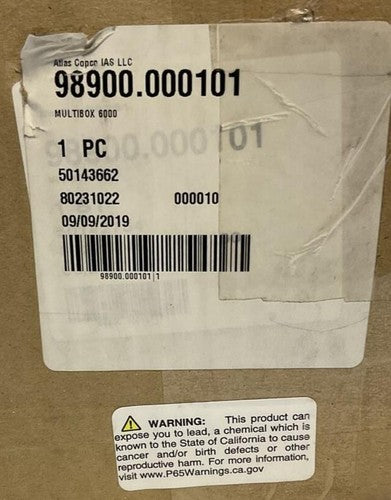 Atlas Copco IAS LLC
98900.000101
MULTIBOX 6000
1 PC
50143662
80231022 000010
09/09/2019
98900.000101|1
WARNING: This product can
expose you to lead, a chemical which is
known to the State of California to cause
cancer and/or birth defects or other
reproductive harm. For more information,
visit www.P65Warnings.ca.gov